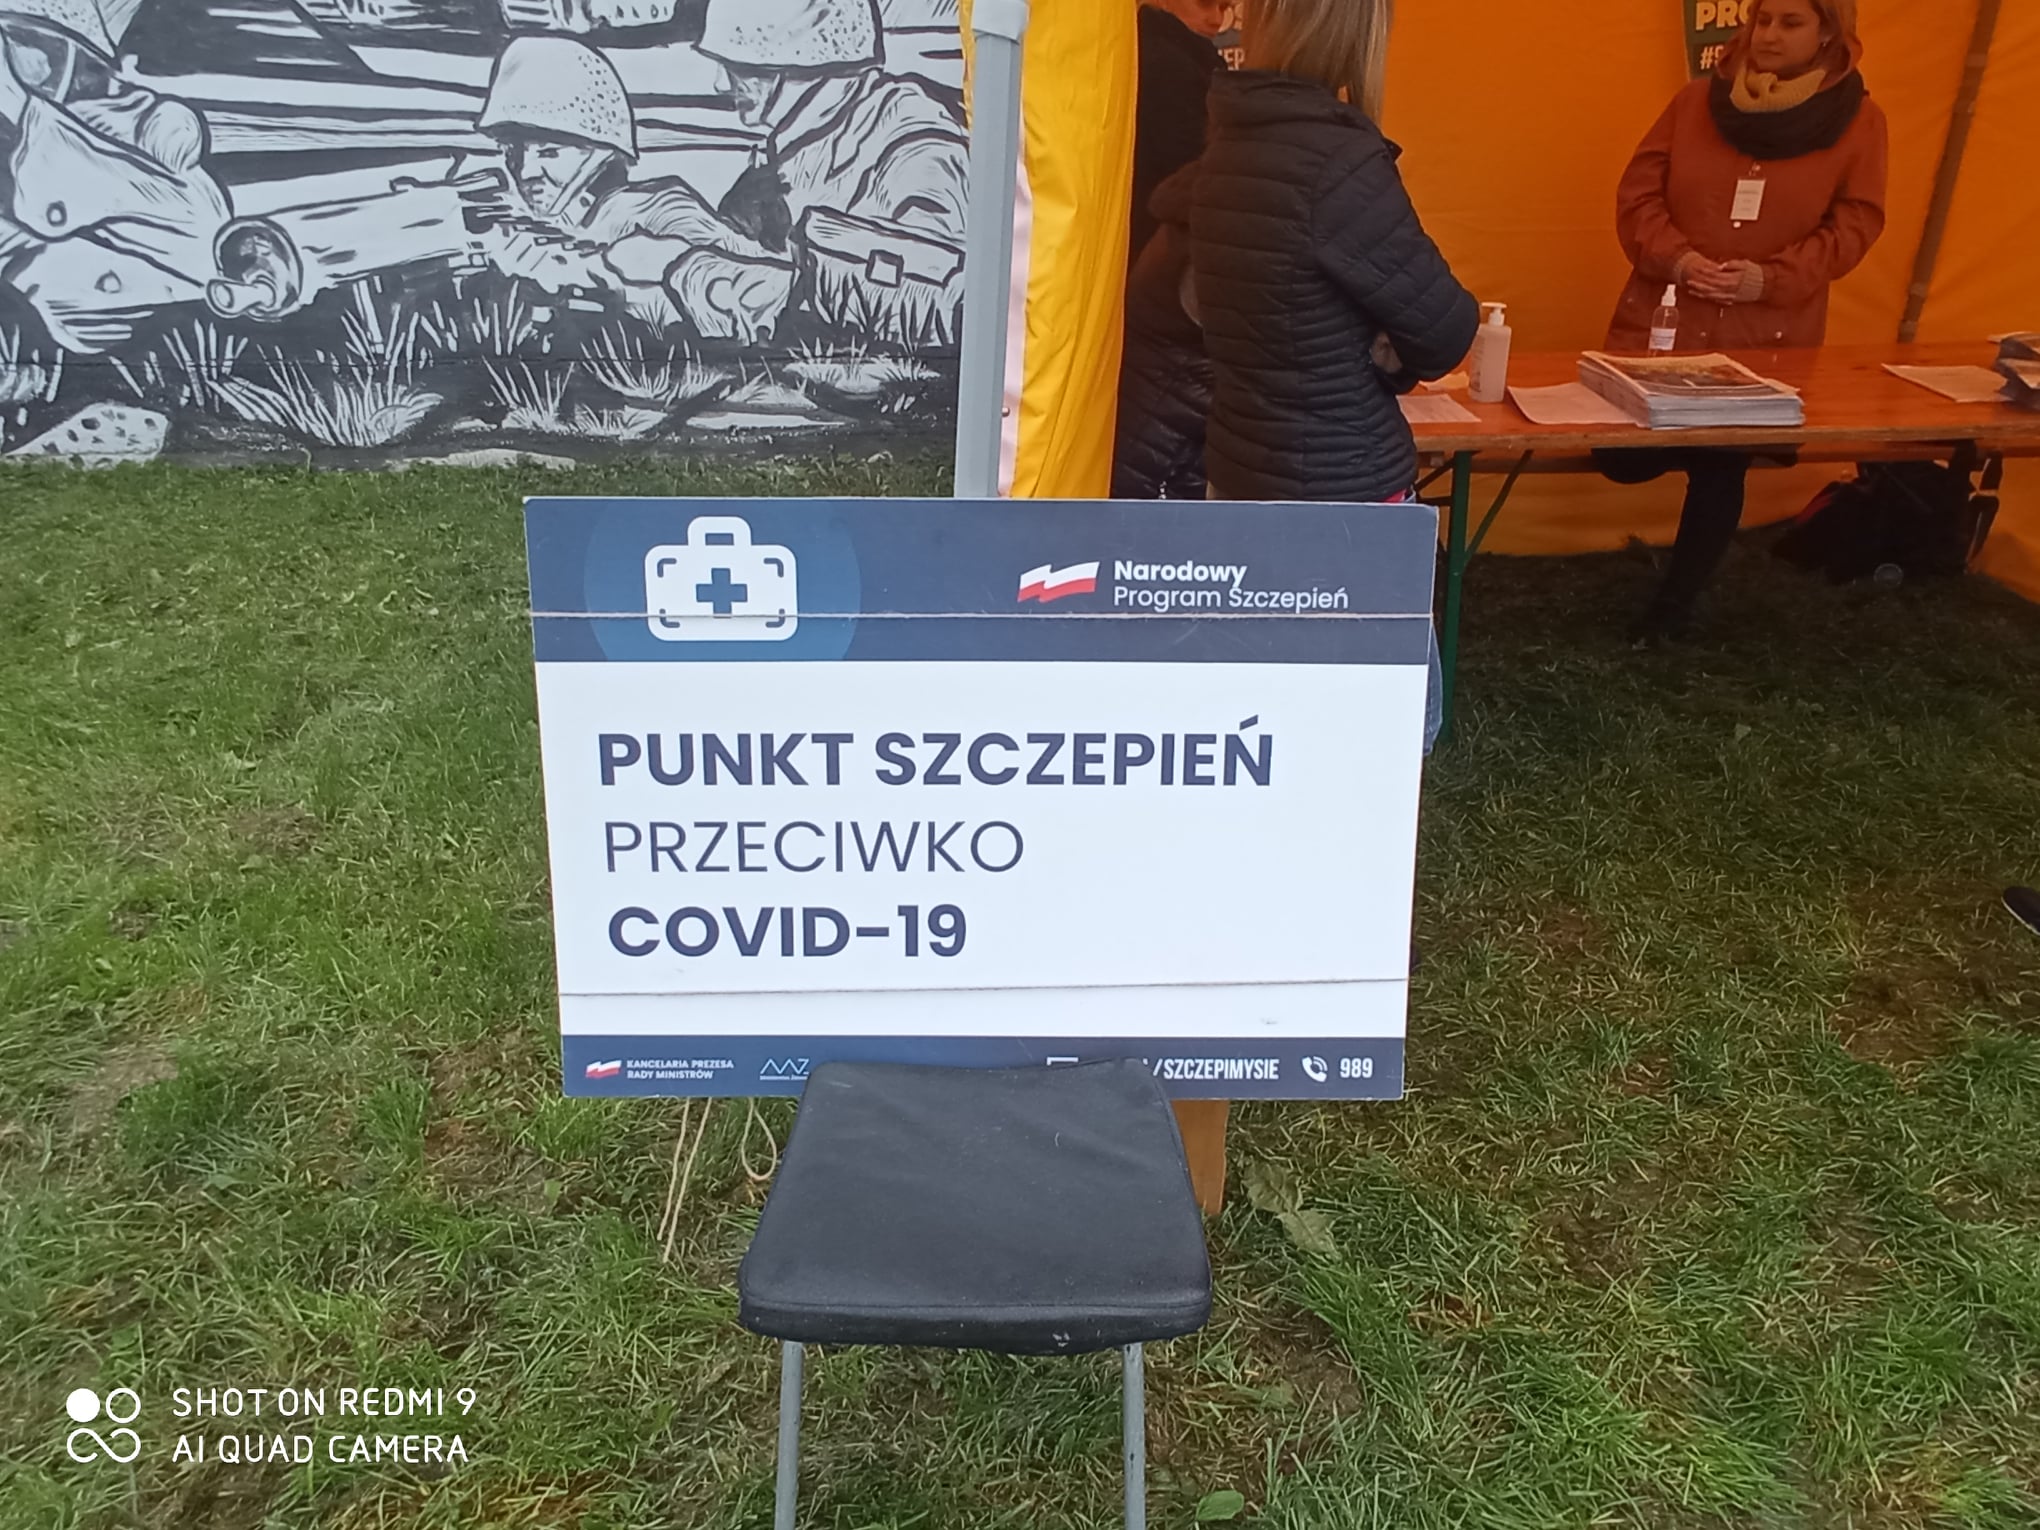 PRO
Narodowy
Program Szczepień
PUNKT SZCZEPIEŃ
PRZECIWKO
COVID-19
KANCELARIA PREZESA
RADY MINISTRÓW
/SZCZEPIMYSIE
989
SHOT ON REDMI 9
AI QUAD CAMERA